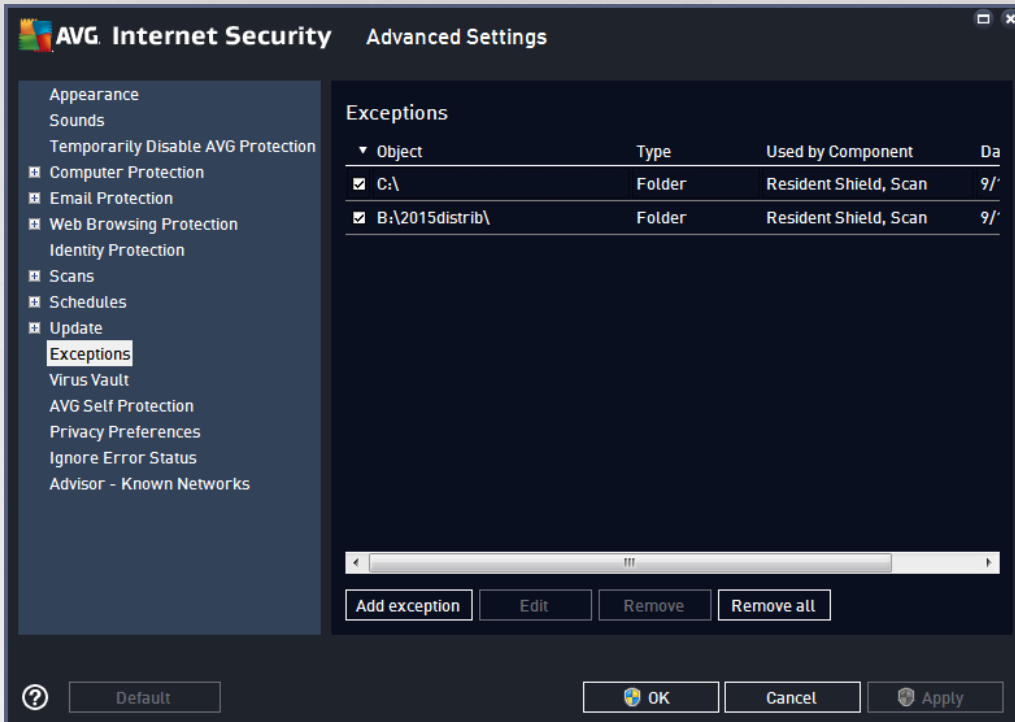 AVG Internet Security Advanced Settings
Appearance
Sounds
Temporarily Disable AVG Protection
Computer Protection
Email Protection
Web Browsing Protection
Identity Protection
Scans
Schedules
Update
Exceptions
Virus Vault
AVG Self Protection
Privacy Preferences
Ignore Error Status
Advisor - Known Networks
Exceptions
Object Type Used by Component Da
C:\ Folder Resident Shield, Scan 9/
B:\2015distrib\ Folder Resident Shield, Scan 9/
Add exception Edit Remove Remove all
? Default OK Cancel Apply